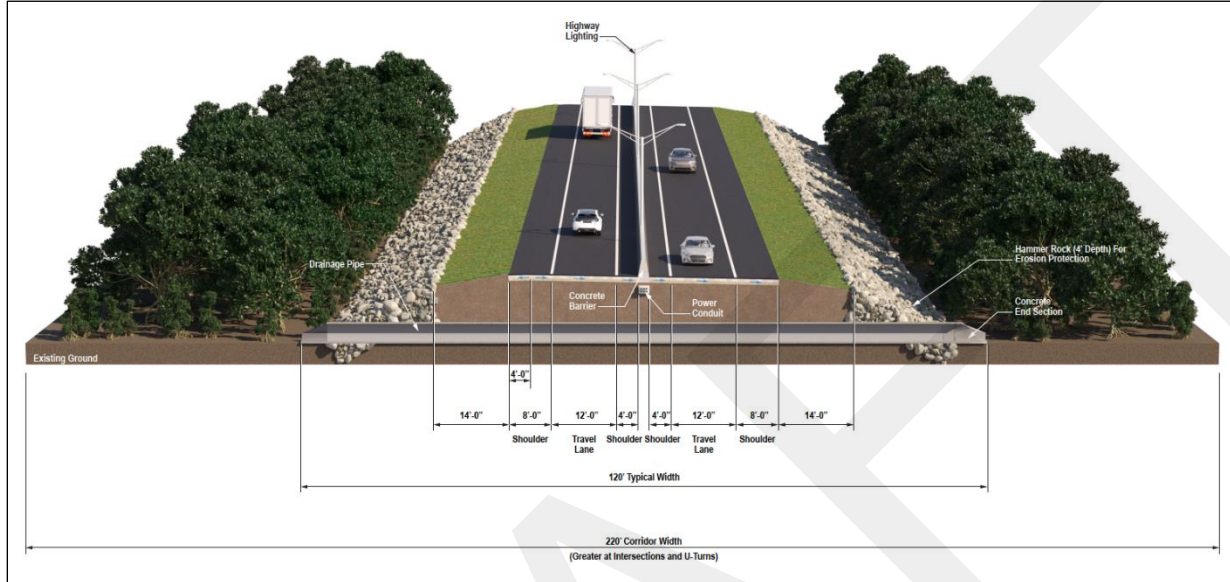 Highway
Lighting
Drainage Pipe
Hammer Rock (4' Depth) For
Erosion Protection
Concrete
Barrier
Power
Conduit
Concrete
End Section
Existing Ground
4'-0"
14'-0"
8'-0"
12'-0"
4'-0"
4'-0"
12'-0"
8'-0"
14'-0"
Shoulder
Travel
Lane
Shoulder
Shoulder
Travel
Lane
Shoulder
120' Typical Width
220' Corridor Width
(Greater at Intersections and U-Turns)